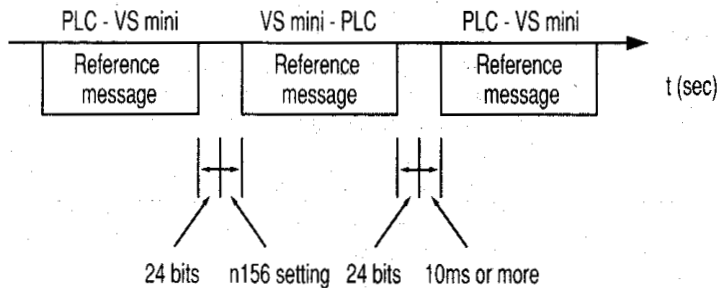 PLC - VS mini VS mini - PLC PLC - VS mini
Reference message Reference message Reference message
t (sec)
24 bits n156 setting 24 bits 10ms or more